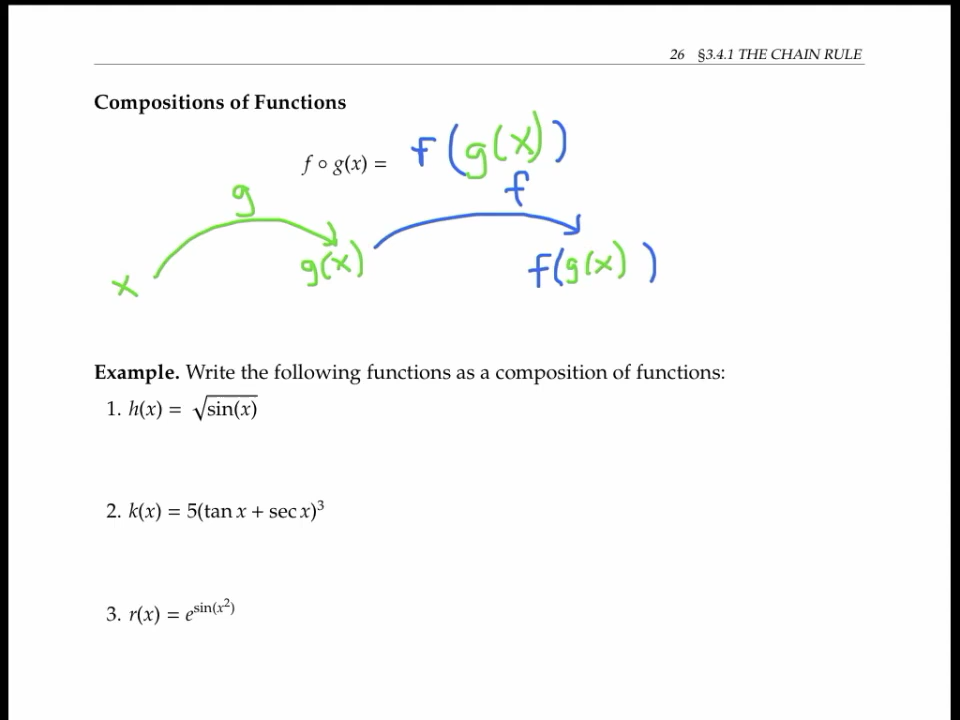 26 §3.4.1 THE CHAIN RULE
Compositions of Functions
f ∘ g(x) = f(g(x))
g f
x g(x) f(g(x))
Example. Write the following functions as a composition of functions:
1. h(x) = √sin(x)
2. k(x) = 5(tan x + sec x)³
3. r(x) = e^sin(x²)